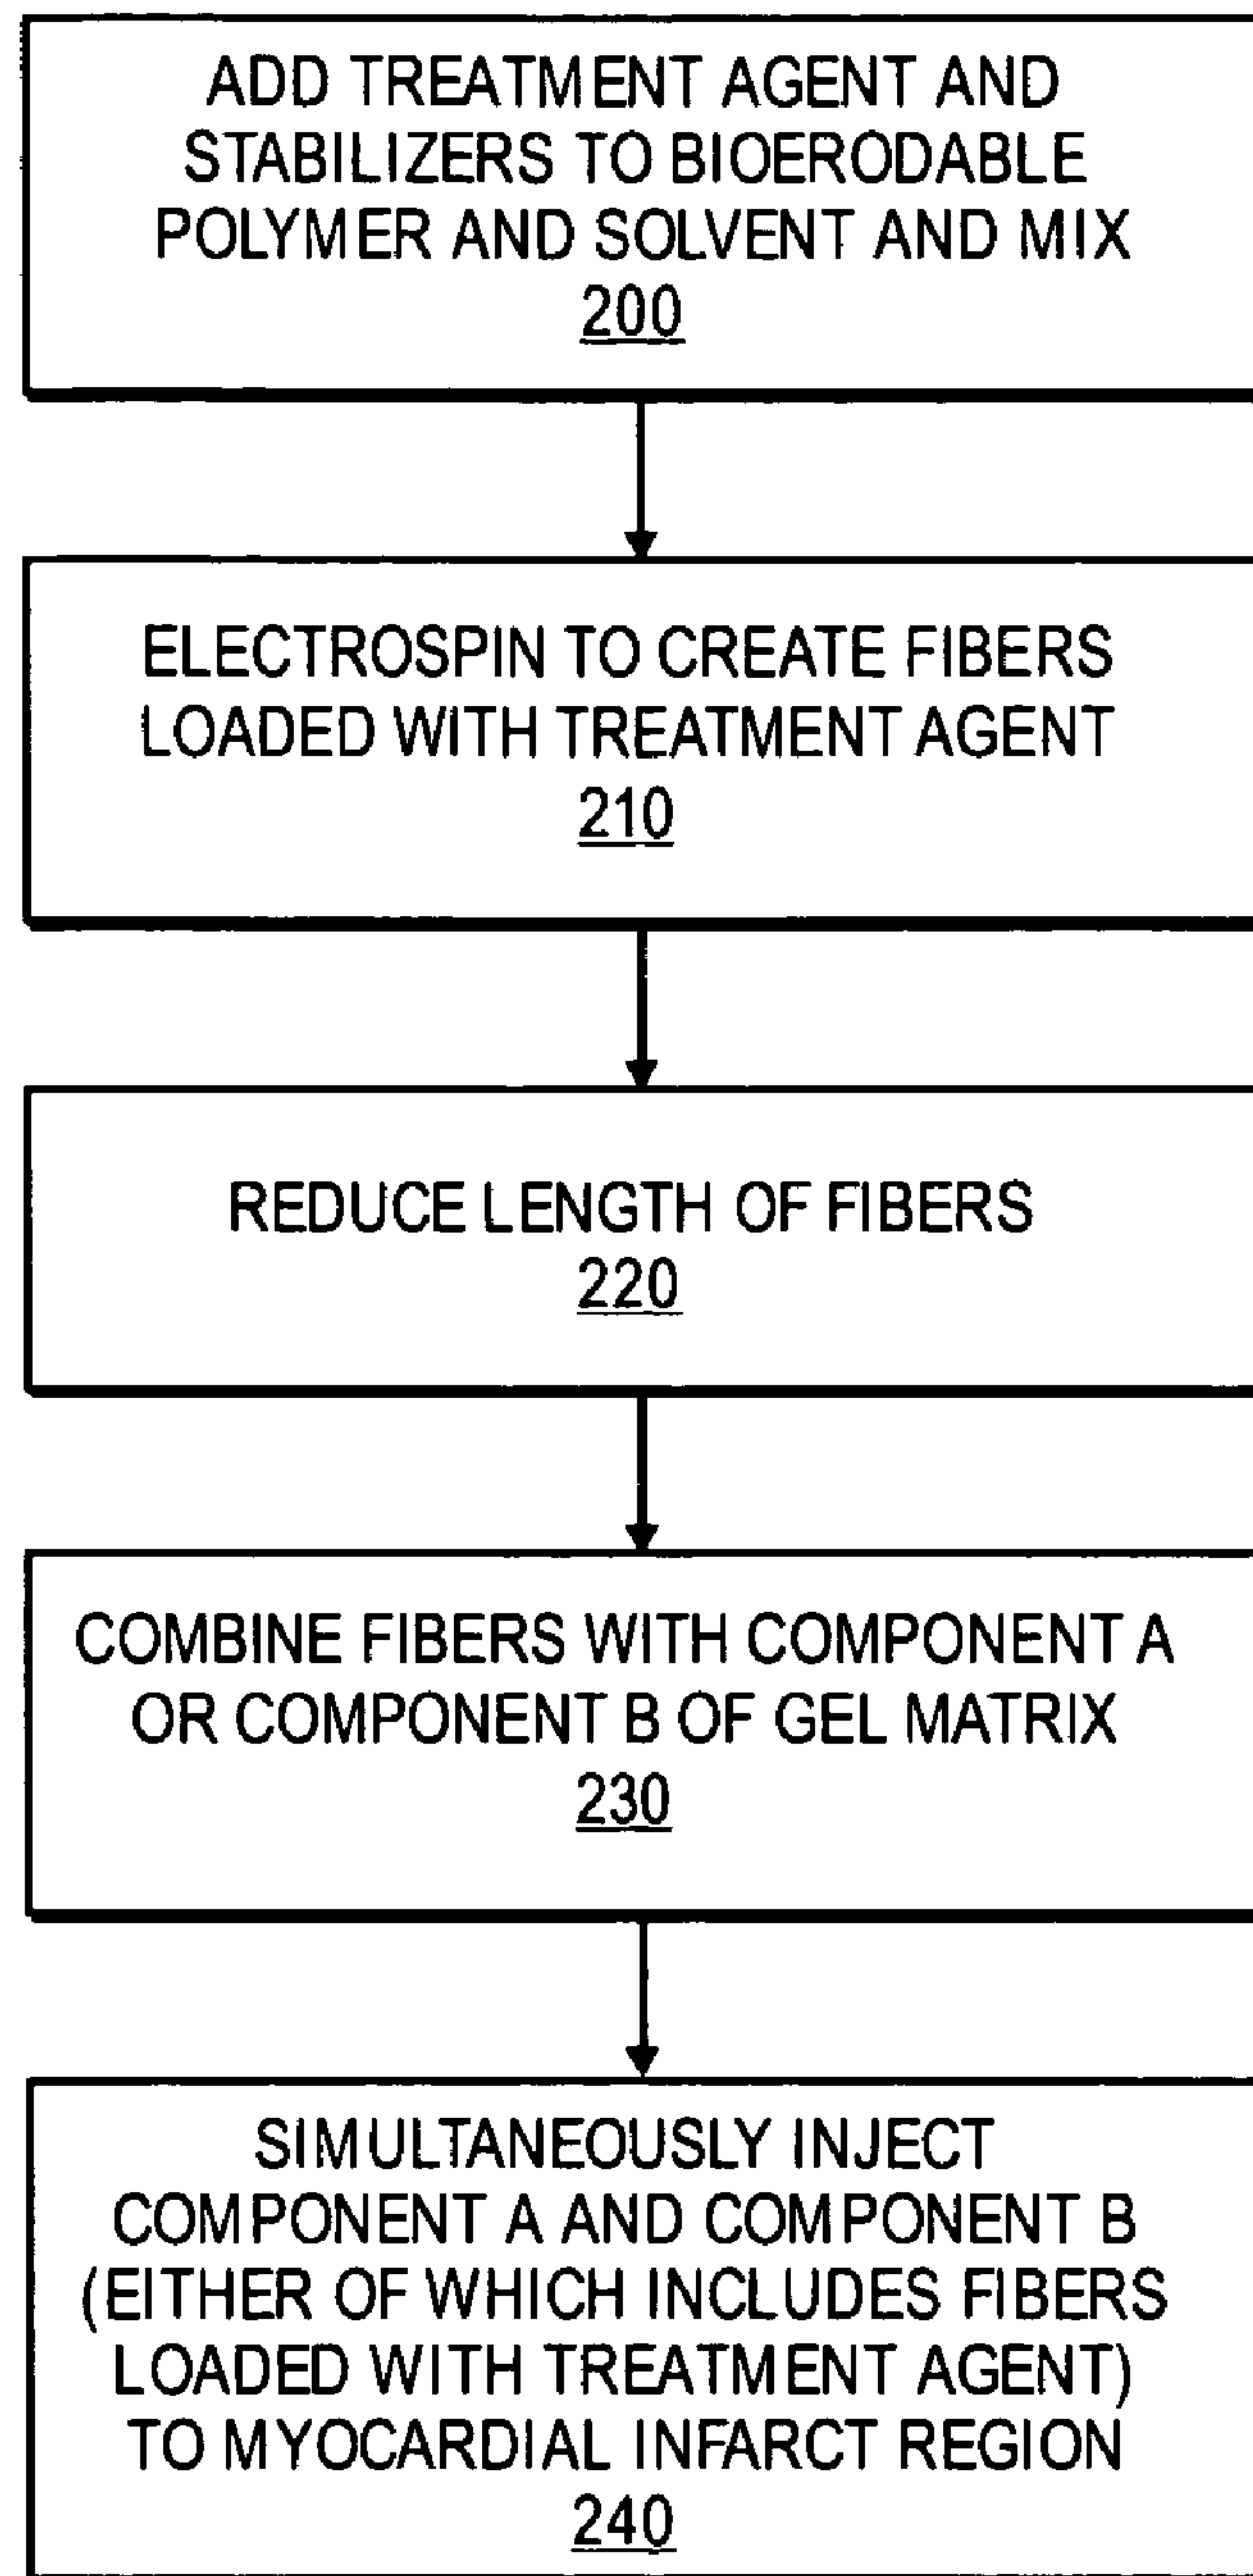 ADD TREATMENT AGENT AND
STABILIZERS TO BIOERODABLE
POLYMER AND SOLVENT AND MIX
200
ELECTROSPIN TO CREATE FIBERS
LOADED WITH TREATMENT AGENT
210
REDUCE LENGTH OF FIBERS
220
COMBINE FIBERS WITH COMPONENT A
OR COMPONENT B OF GEL MATRIX
230
SIMULTANEOUSLY INJECT
COMPONENT A AND COMPONENT B
(EITHER OF WHICH INCLUDES FIBERS
LOADED WITH TREATMENT AGENT)
TO MYOCARDIAL INFARCT REGION
240